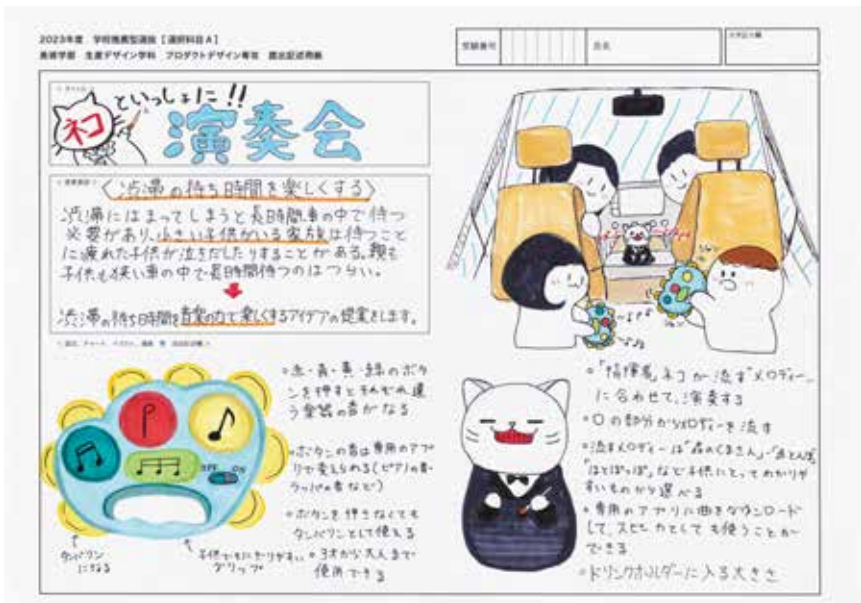 2023年度 学校推薦型選抜［選択科目A］
美術学部 生産デザイン学科 プロダクトデザイン専攻 提出記述用紙
受験番号
氏名
ネコ
といっしょに!!
演奏会
〈渋滞の待ち時間を楽しくする〉
渋滞にはまってしまうと長時間車の中で待つ
必要があり、小さい子供がいる家族は待つこと
に疲れた子供が泣きだしたりすることがある。親も
子供も狭い車の中で長時間待つのはつらい。
渋滞の待ち時間を音楽の力で楽しくするアイデアの提案をします。
OFF ON
タンバリン
になる
子供でもにぎりやすい
グリップ
◦赤・青・黄・緑のボタ
ンを押すとそれぞれ違
う楽器の音がなる
◦ボタンの音は専用のアプ
リで変えられる(ピアノの音・
ラッパの音など)
◦ボタンを押さなくても
タンバリンとして使える
◦3才から大人まで
使用できる
◦「指揮者ネコが流すメロディー」
に合わせて演奏する
◦口の部分からメロディーを流す
◦流すメロディーは「森のくまさん」・
「はとぽっぽ」など子供にとってわかりや
すいものから選べる
◦専用のアプリに曲をダウンロード
して、スピーカとしても使うことが
できる
◦ドリンクホルダーに入る大きさ